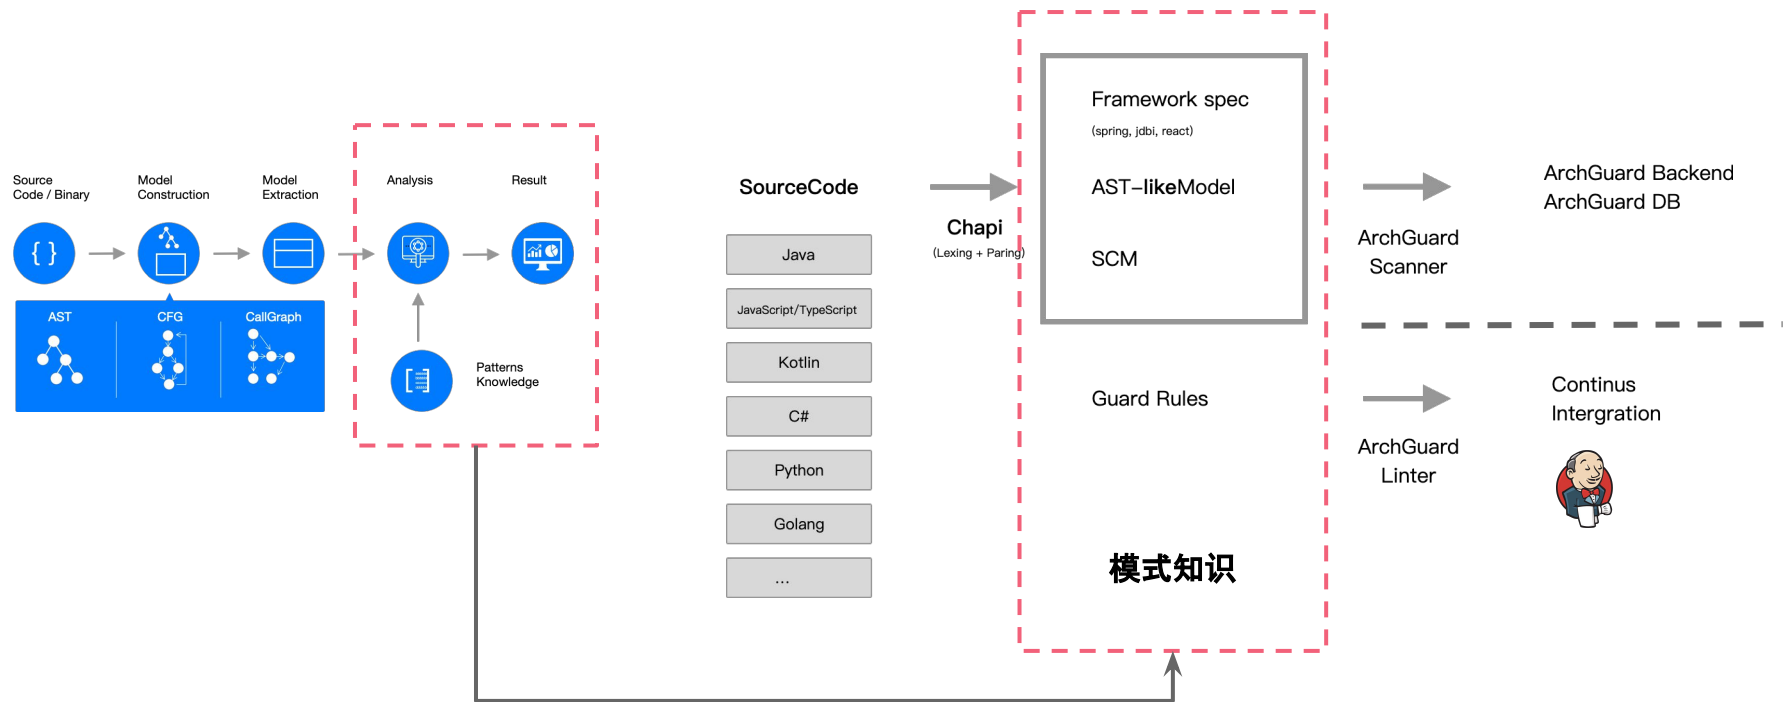 Source
Code / Binary
Model
Construction
Model
Extraction
Analysis
Result
{ }
AST
CFG
CallGraph
Patterns
Knowledge
SourceCode
Java
JavaScript/TypeScript
Kotlin
C#
Python
Golang
...
Chapi
(Lexing + Paring)
Framework spec
(spring, jdbi, react)
AST-likeModel
SCM
Guard Rules
模式知识
ArchGuard
Scanner
ArchGuard Backend
ArchGuard DB
ArchGuard
Linter
Continus
Intergration